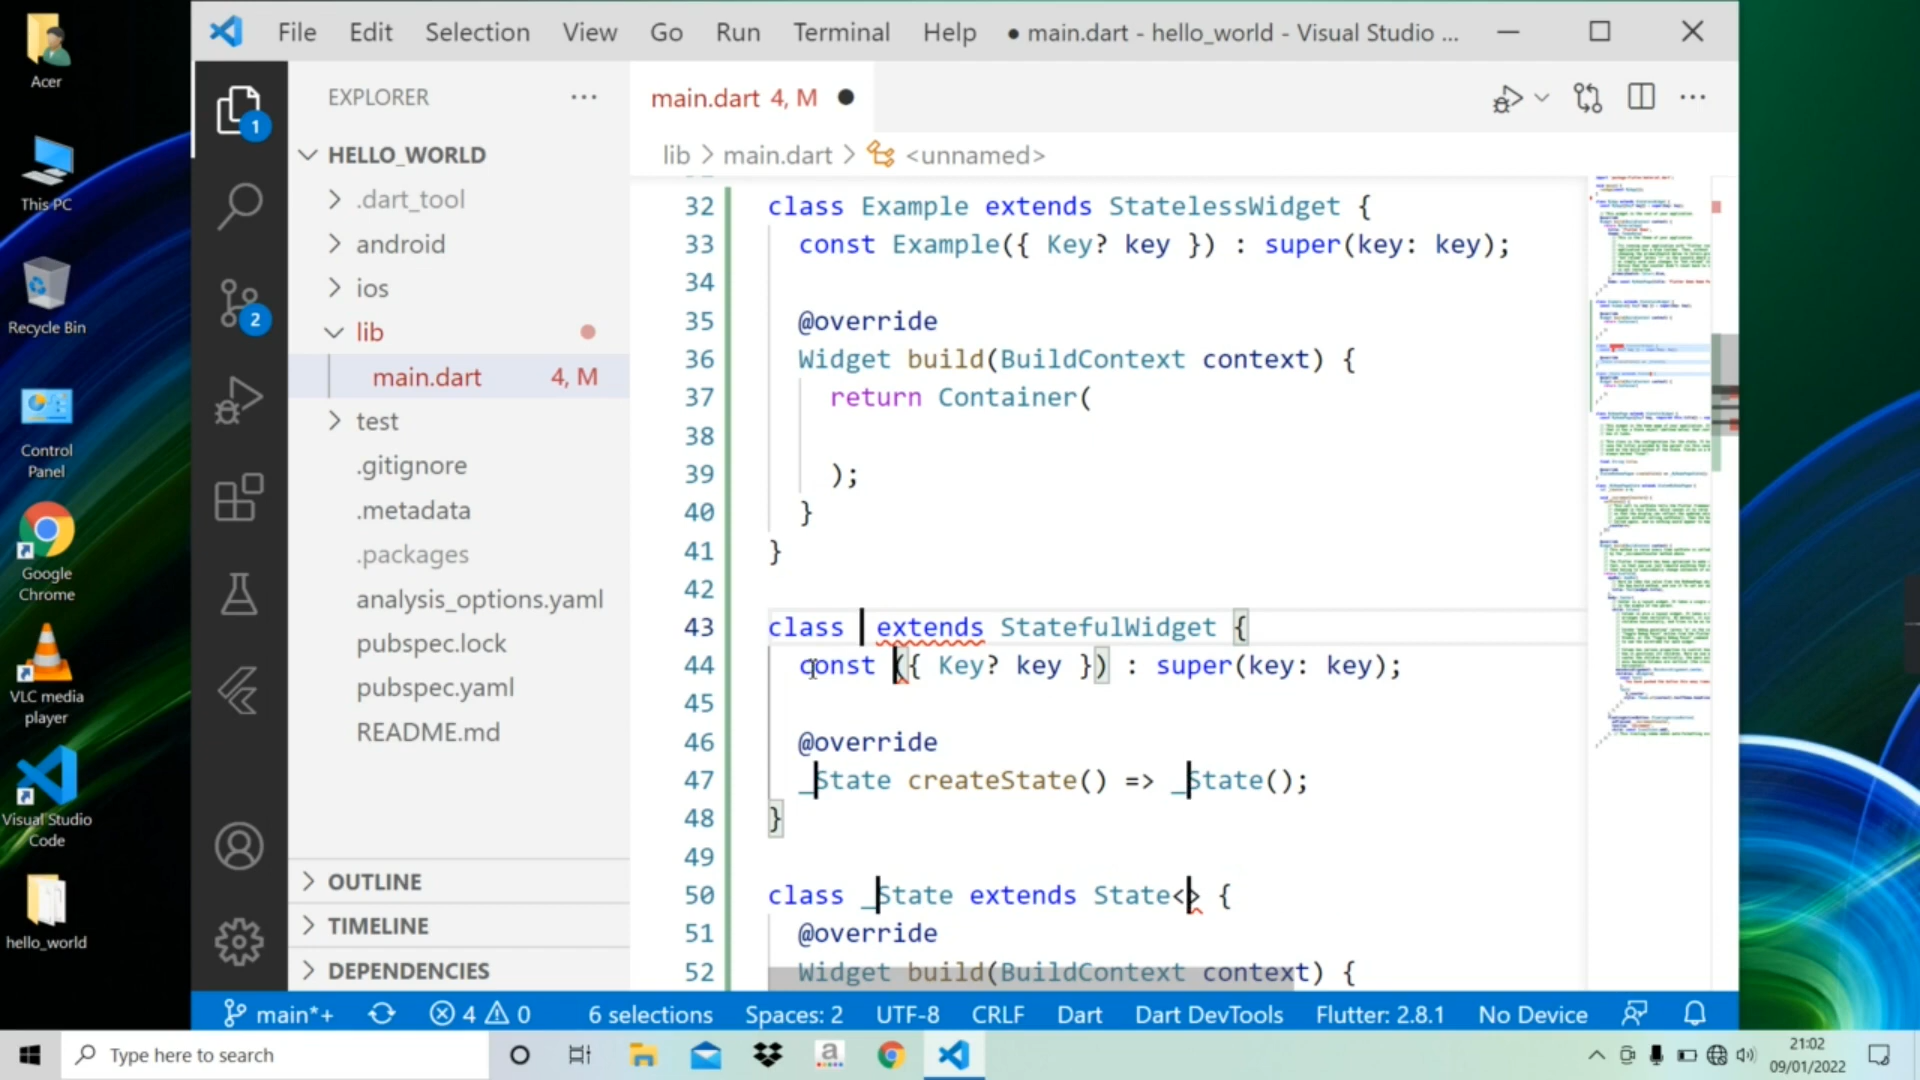 Acer
This PC
Recycle Bin
Control
Panel
Google
Chrome
VLC media
player
Visual Studio
Code
hello_world
File Edit Selection View Go Run Terminal Help ● main.dart - hello_world - Visual Studio ...
EXPLORER
main.dart 4, M
lib > main.dart > <unnamed>
1
2
HELLO_WORLD
.dart_tool
android
ios
lib
main.dart 4, M
test
.gitignore
.metadata
.packages
analysis_options.yaml
pubspec.lock
pubspec.yaml
README.md
OUTLINE
TIMELINE
DEPENDENCIES
32 class Example extends StatelessWidget {
33 const Example({ Key? key }) : super(key: key);
34
35 @override
36 Widget build(BuildContext context) {
37 return Container(
38
39 );
40 }
41 }
42
43 class extends StatefulWidget {
44 const ({ Key? key }) : super(key: key);
45
46 @override
47 _State createState() => _State();
48 }
49
50 class _State extends State<> {
51 @override
52 Widget build(BuildContext context) {
main*+ 4 0 6 selections Spaces: 2 UTF-8 CRLF Dart Dart DevTools Flutter: 2.8.1 No Device
Type here to search
a
21:02
09/01/2022